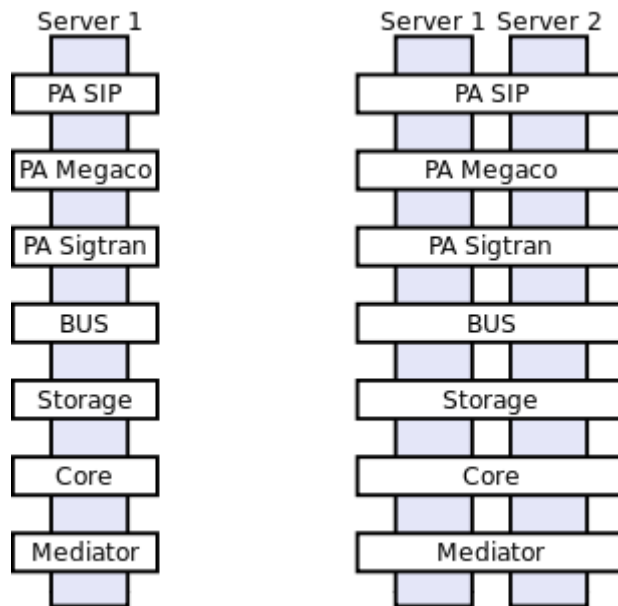 Server 1
PA SIP
PA Megaco
PA Sigtran
BUS
Storage
Core
Mediator
Server 1 Server 2
PA SIP
PA Megaco
PA Sigtran
BUS
Storage
Core
Mediator